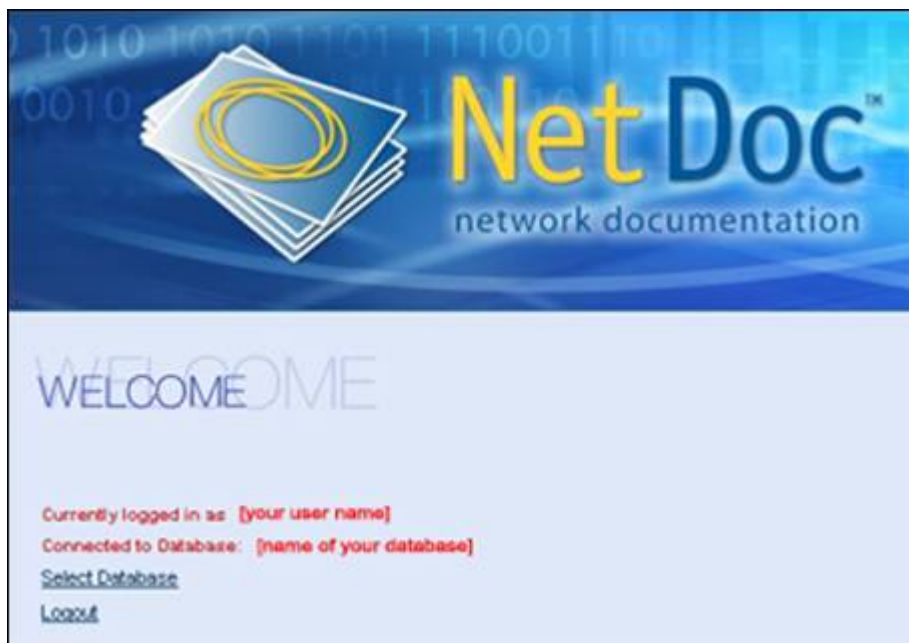 1010 1010 1101 111001110
0010
Net Doc™
network documentation
WELCOME
Currently logged in as [your user name]
Connected to Database: [name of your database]
Select Database
Logout